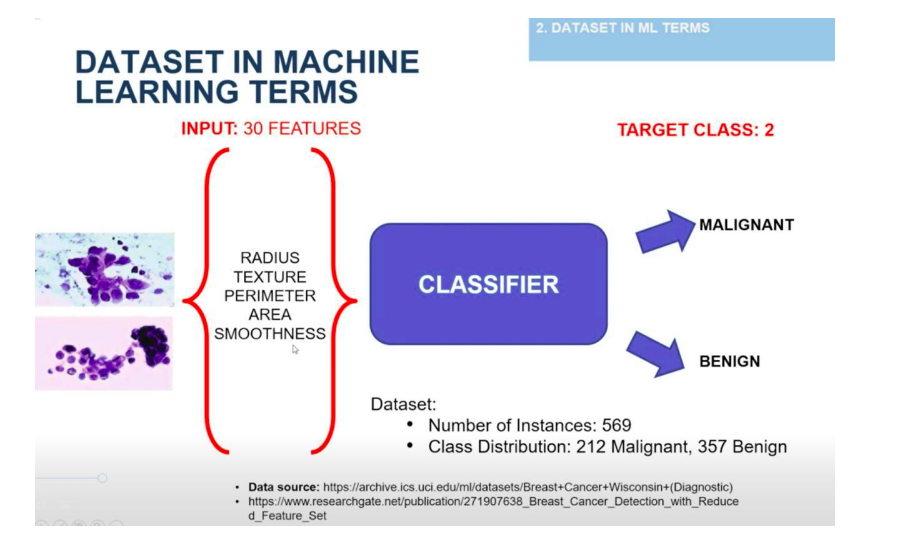 2. DATASET IN ML TERMS
DATASET IN MACHINE
LEARNING TERMS
INPUT: 30 FEATURES
TARGET CLASS: 2
RADIUS
TEXTURE
PERIMETER
AREA
SMOOTHNESS
CLASSIFIER
MALIGNANT
BENIGN
Dataset:
• Number of Instances: 569
• Class Distribution: 212 Malignant, 357 Benign
• Data source: https://archive.ics.uci.edu/ml/datasets/Breast+Cancer+Wisconsin+(Diagnostic)
• https://www.researchgate.net/publication/271907638_Breast_Cancer_Detection_with_Reduce
d_Feature_Set